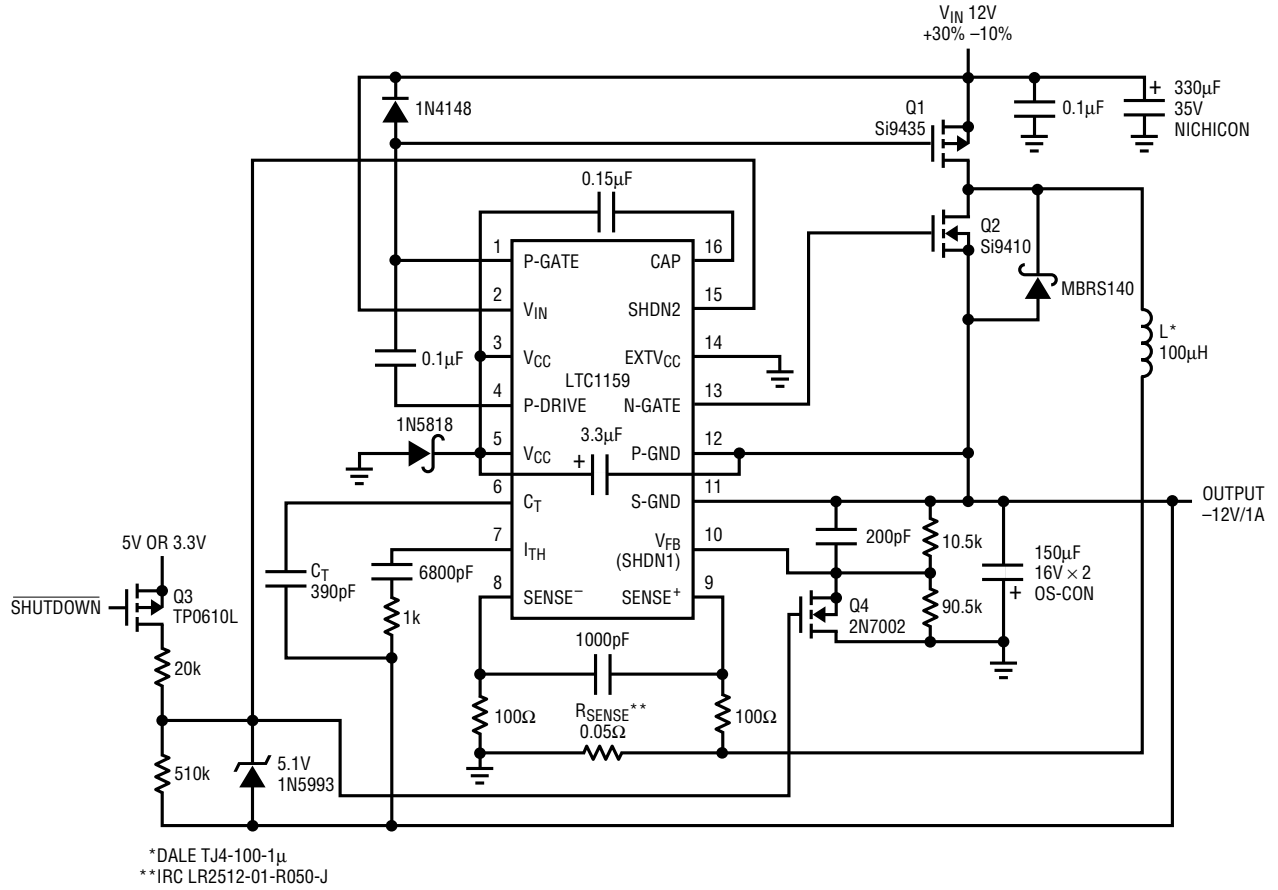 V_IN 12V
+30% –10%
1N4148
Q1
Si9435
0.1µF
+
330µF
35V
NICHICON
0.15µF
Q2
Si9410
MBRS140
L*
100µH
1
P-GATE
CAP
16
2
V_IN
SHDN2
15
3
V_CC
EXTV_CC
14
LTC1159
4
P-DRIVE
N-GATE
13
0.1µF
1N5818
5
V_CC
3.3µF
+
P-GND
12
6
C_T
S-GND
11
7
I_TH
V_FB
(SHDN1)
10
8
SENSE–
SENSE+
9
OUTPUT
–12V/1A
200pF
10.5k
150µF
16V × 2
OS-CON
+
90.5k
Q4
2N7002
5V OR 3.3V
SHUTDOWN
Q3
TP0610L
C_T
390pF
6800pF
1k
1000pF
20k
100Ω
R_SENSE**
0.05Ω
100Ω
510k
5.1V
1N5993
*DALE TJ4-100-1µ
**IRC LR2512-01-R050-J